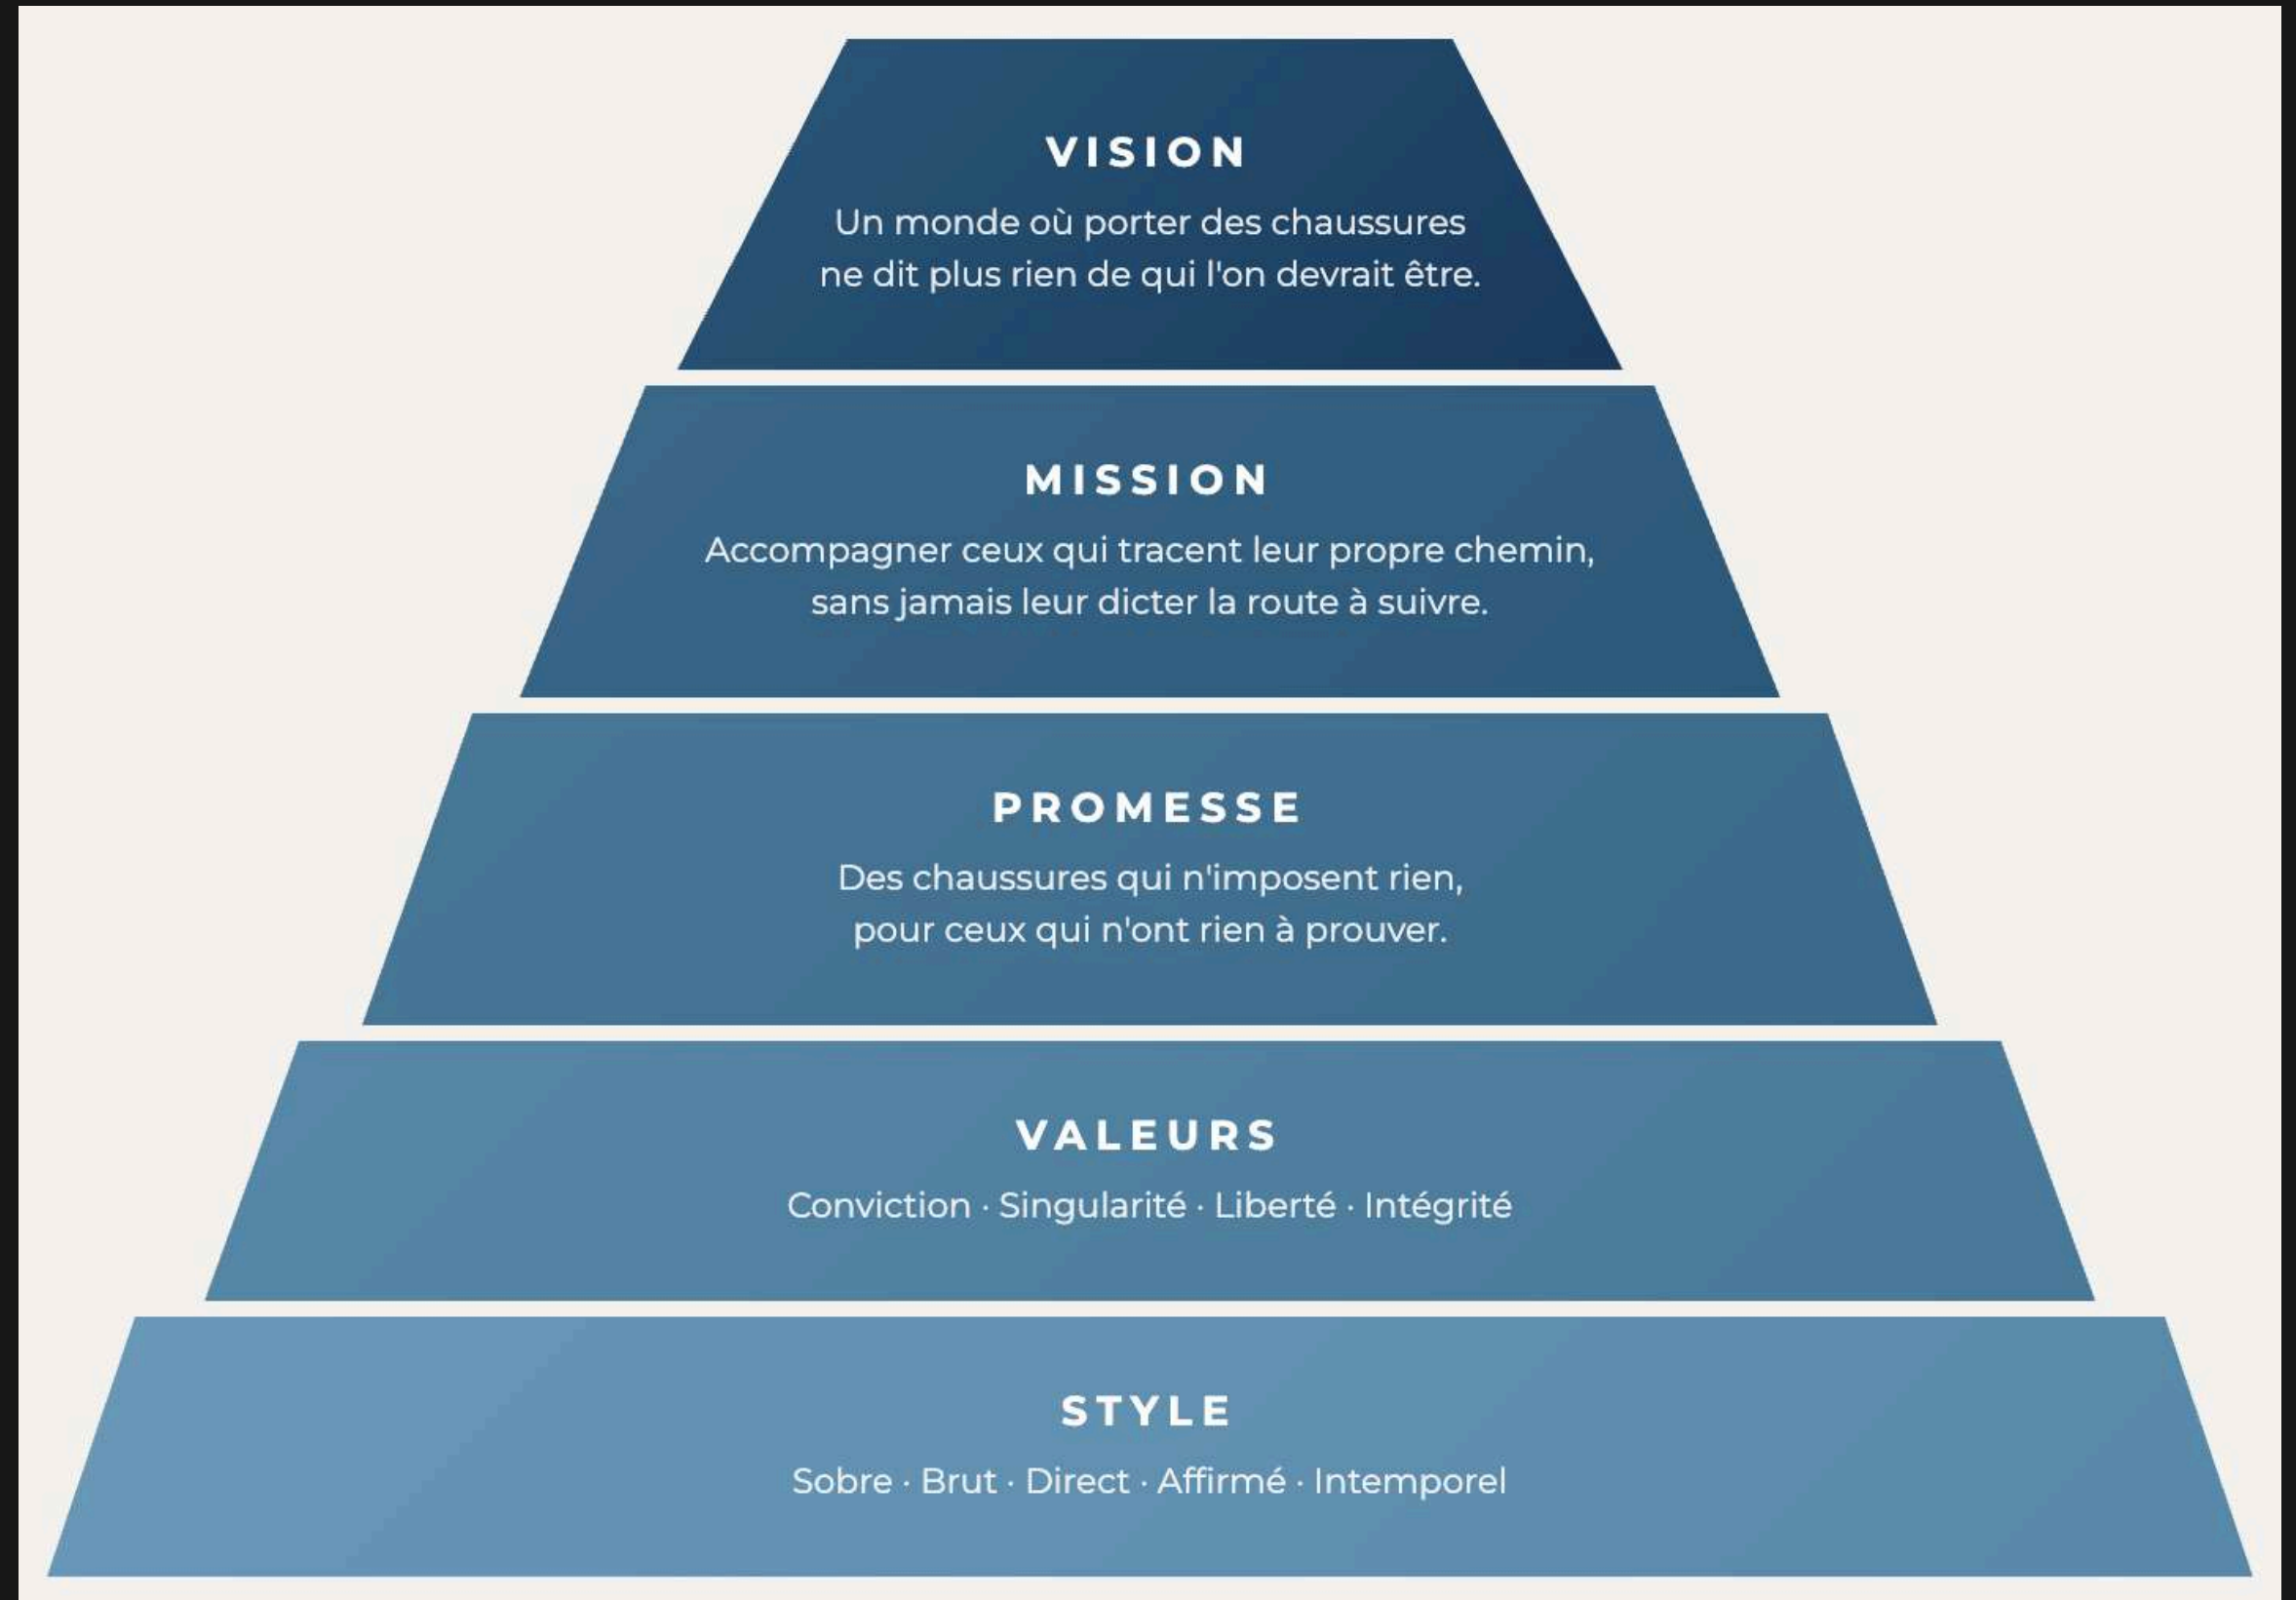 VISION
Un monde où porter des chaussures
ne dit plus rien de qui l'on devrait être.
MISSION
Accompagner ceux qui tracent leur propre chemin,
sans jamais leur dicter la route à suivre.
PROMESSE
Des chaussures qui n'imposent rien,
pour ceux qui n'ont rien à prouver.
VALEURS
Conviction · Singularité · Liberté · Intégrité
STYLE
Sobre · Brut · Direct · Affirmé · Intemporel